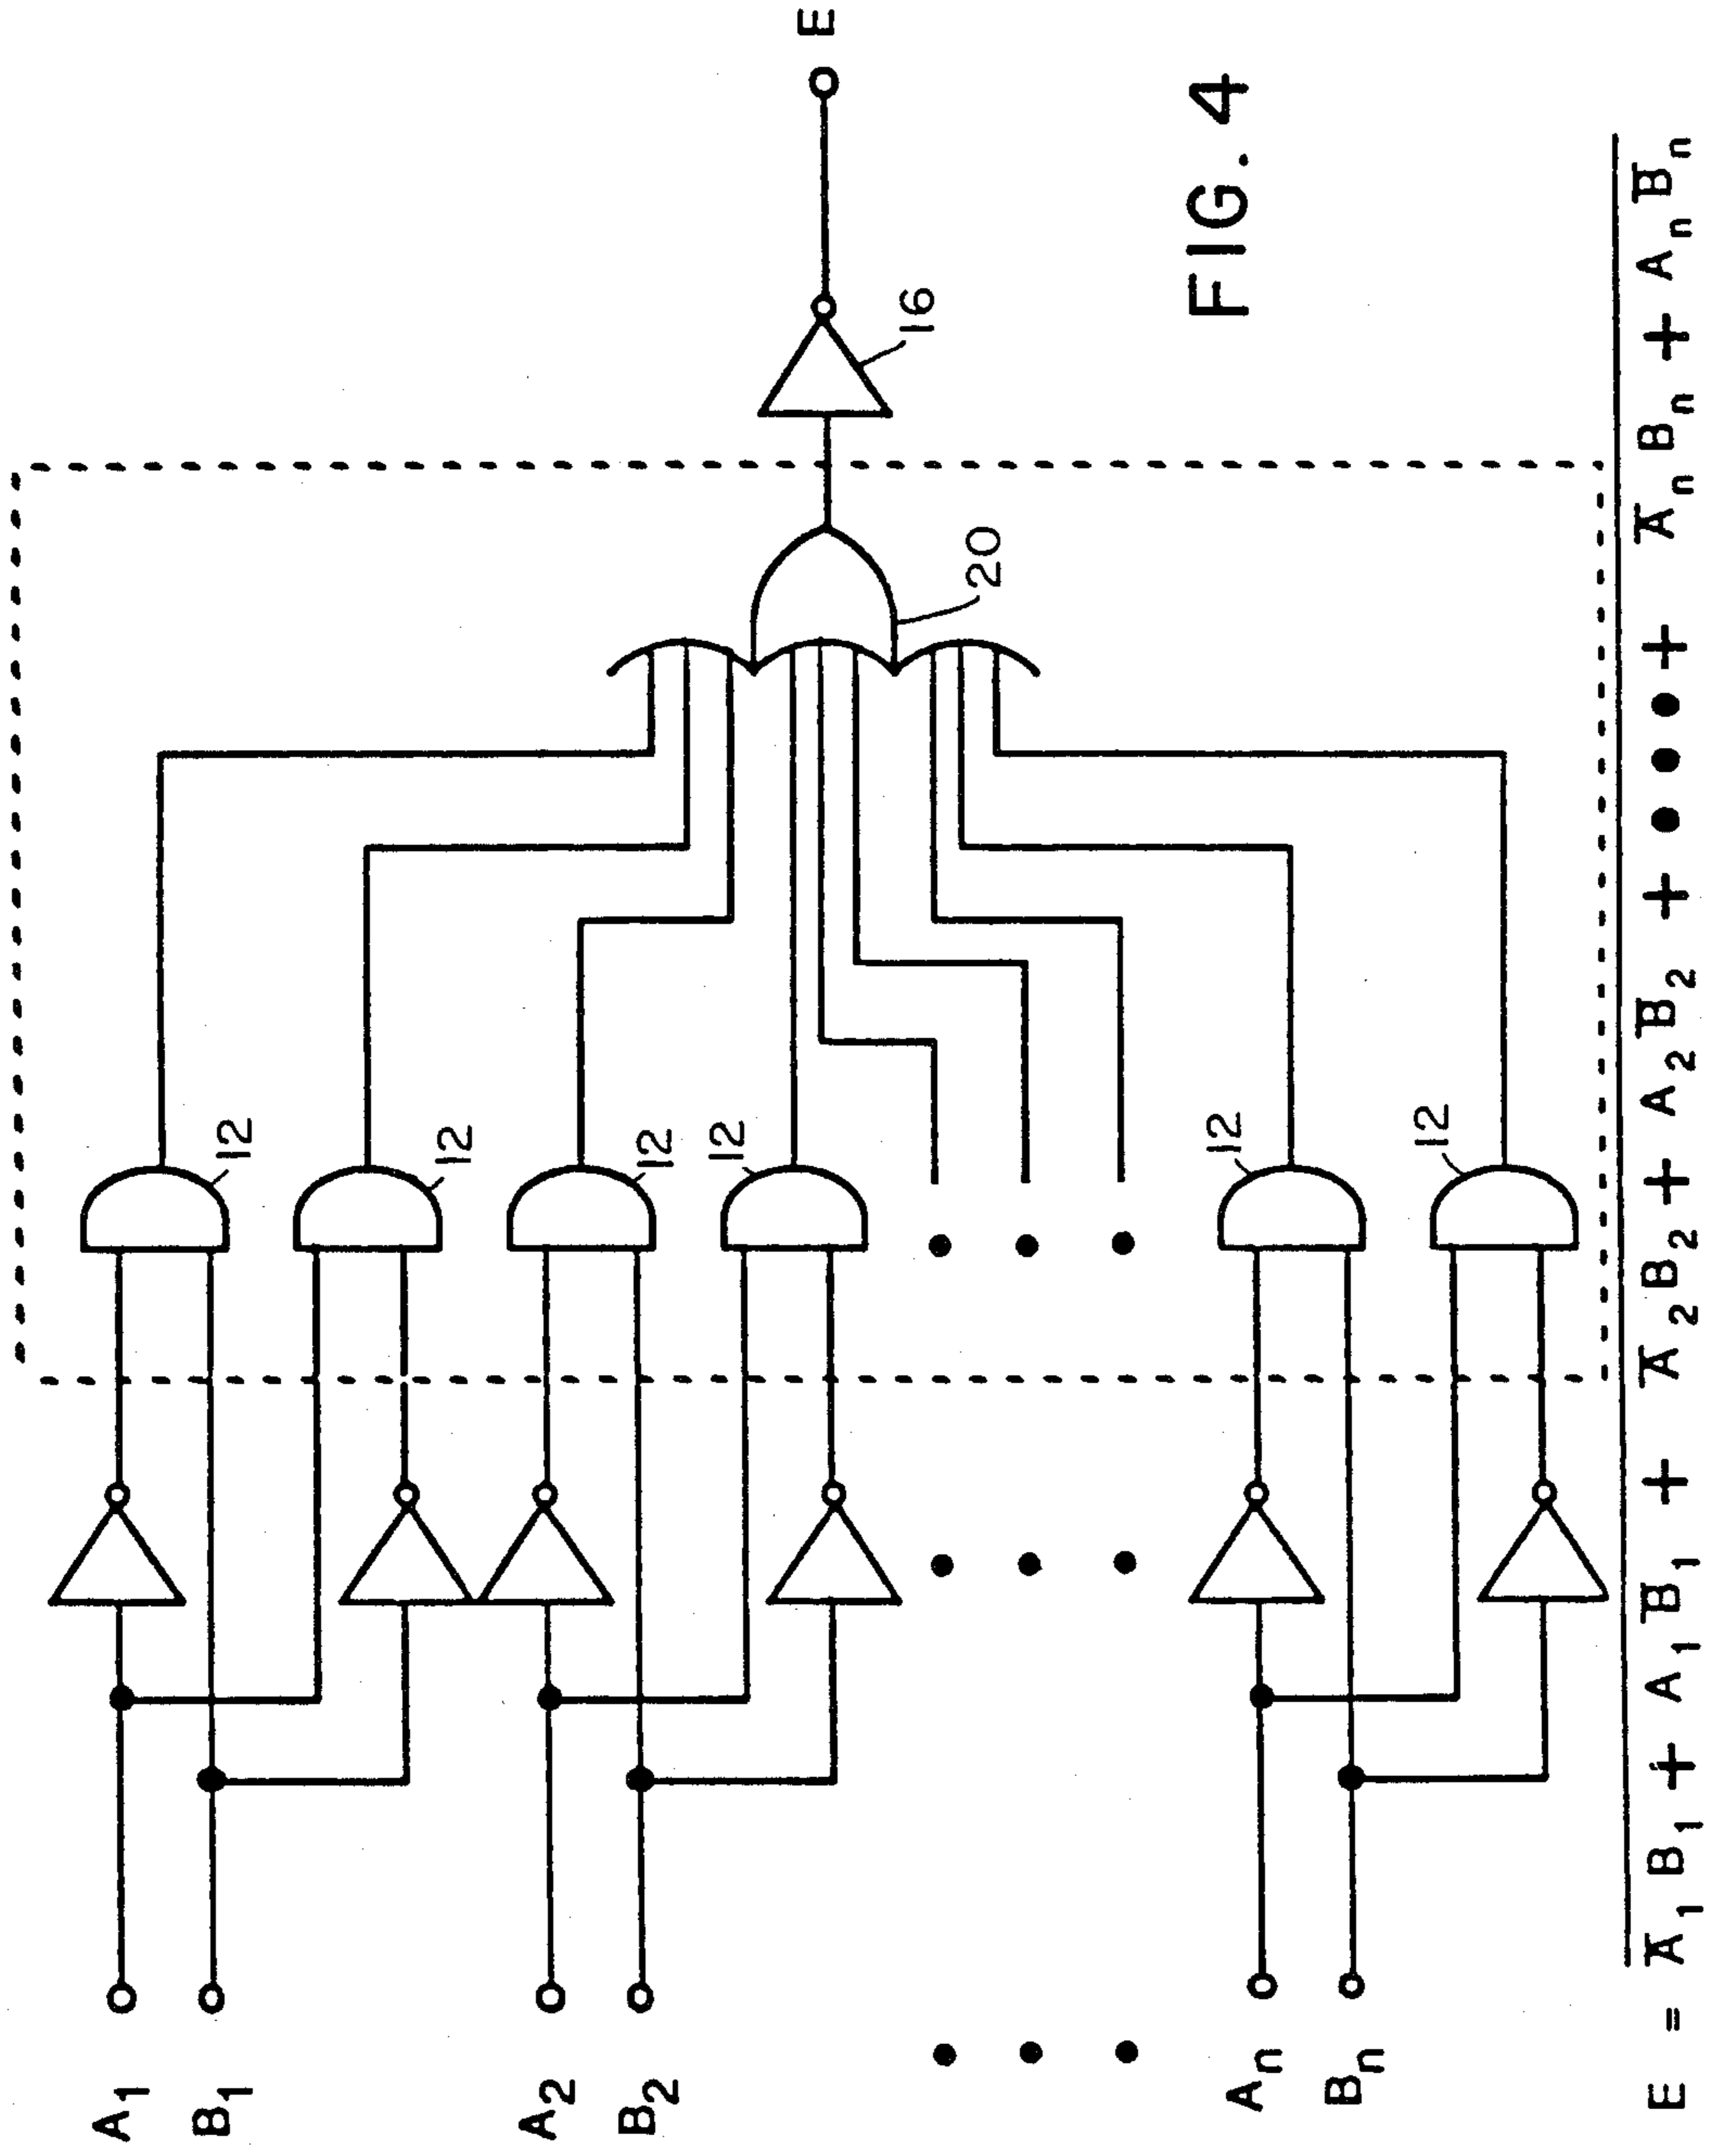 A₁
B₁
A₂
B₂
Aₙ
Bₙ
12
12
12
12
12
12
20
16
E
FIG. 4
E = A̅₁B₁ + A₁B̅₁ + A̅₂B₂ + A₂B̅₂ + ••• + A̅ₙBₙ + AₙB̅ₙ